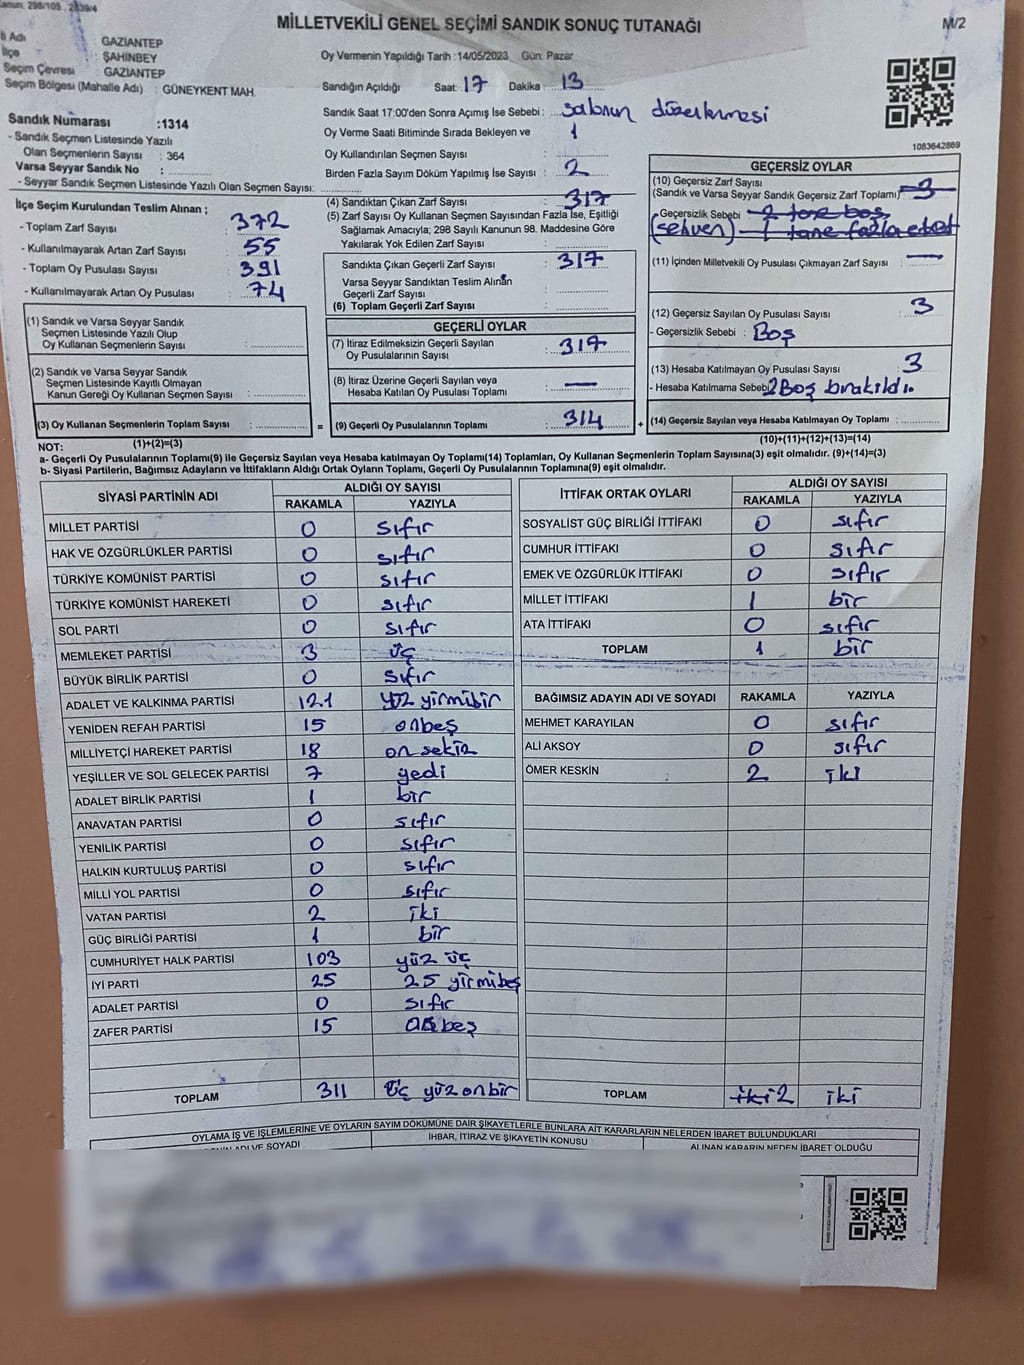 MİLLETVEKİLİ GENEL SEÇİMİ SANDIK SONUÇ TUTANAĞI
M/2
GAZİANTEP
İlçe : ŞAHİNBEY
Seçim Çevresi GAZİANTEP
Seçim Bölgesi (Mahalle Adı) : GÜNEYKENT MAH.
Oy Vermenin Yapıldığı Tarih :14/05/2023 Gün: Pazar
Sandığın Açıldığı Saat: 17 Dakika : 13
Sandık Saat 17:00'den Sonra Açımış İse Sebebi :
Oy Verme Saati Bitiminde Sırada Bekleyen ve
Oy Kullandırılan Seçmen Sayısı : 1
Birden Fazla Sayım Döküm Yapılmış İse Sayısı : 2
1083642869
Sandık Numarası :1314
- Sandık Seçmen Listesinde Yazılı
Olan Seçmenlerin Sayısı : 364
Varsa Seyyar Sandık No :
- Seyyar Sandık Seçmen Listesinde Yazılı Olan Seçmen Sayısı:
İlçe Seçim Kurulundan Teslim Alınan ;
- Toplam Zarf Sayısı : 372
- Kullanılmayarak Artan Zarf Sayısı : 55
- Toplam Oy Pusulası Sayısı : 391
- Kullanılmayarak Artan Oy Pusulası : 74
(4) Sandıktan Çıkan Zarf Sayısı : 317
(5) Zarf Sayısı Oy Kullanan Seçmen Sayısından Fazla İse, Eşitliği
Sağlamak Amacıyla; 298 Sayılı Kanunun 98. Maddesine Göre
Yakılarak Yok Edilen Zarf Sayısı :
Sandıkta Çıkan Geçerli Zarf Sayısı : 317
Varsa Seyyar Sandıktan Teslim Alınan
Geçerli Zarf Sayısı :
(6) Toplam Geçerli Zarf Sayısı :
GEÇERSİZ OYLAR
(10) Geçersiz Zarf Sayısı
(Sandık ve Varsa Seyyar Sandık Geçersiz Zarf Toplamı) : 3
- Geçersizlik Sebebi : 2 tane boş,
(sehven) 1 tane fazla
(11) İçinden Milletvekili Oy Pusulası Çıkmayan Zarf Sayısı : —
(12) Geçersiz Sayılan Oy Pusulası Sayısı : 3
- Geçersizlik Sebebi : Boş
(13) Hesaba Katılmayan Oy Pusulası Sayısı : 3
- Hesaba Katılmama Sebebi: 2 Boş bırakıldı.
(14) Geçersiz Sayılan veya Hesaba Katılmayan Oy Toplamı :
(10)+(11)+(12)+(13)=(14)
(1) Sandık ve Varsa Seyyar Sandık
Seçmen Listesinde Yazılı Olup
Oy Kullanan Seçmenlerin Sayısı :
(2) Sandık ve Varsa Seyyar Sandık
Seçmen Listesinde Kayıtlı Olmayan
Kanun Gereği Oy Kullanan Seçmen Sayısı :
(3) Oy Kullanan Seçmenlerin Toplam Sayısı :
(1)+(2)=(3)
GEÇERLİ OYLAR
(7) İtiraz Edilmeksizin Geçerli Sayılan
Oy Pusulalarının Sayısı : 317
(8) İtiraz Üzerine Geçerli Sayılan veya
Hesaba Katılan Oy Pusulası Toplamı : —
= (9) Geçerli Oy Pusulalarının Toplamı : 314 +
NOT:
a- Geçerli Oy Pusulalarının Toplamı(9) ile Geçersiz Sayılan veya Hesaba katılmayan Oy Toplamı(14) Toplamları, Oy Kullanan Seçmenlerin Toplam Sayısına(3) eşit olmalıdır. (9)+(14)=(3)
b- Siyasi Partilerin, Bağımsız Adayların ve İttifakların Aldığı Ortak Oyların Toplamı, Geçerli Oy Pusulalarının Toplamına(9) eşit olmalıdır.
SİYASİ PARTİNİN ADI ALDIĞI OY SAYISI
RAKAMLA YAZIYLA
MİLLET PARTİSİ 0 sıfır
HAK VE ÖZGÜRLÜKLER PARTİSİ 0 sıfır
TÜRKİYE KOMÜNİST PARTİSİ 0 sıfır
TÜRKİYE KOMÜNİST HAREKETİ 0 sıfır
SOL PARTİ 0 sıfır
MEMLEKET PARTİSİ 3 üç
BÜYÜK BİRLİK PARTİSİ 0 sıfır
ADALET VE KALKINMA PARTİSİ 121 yüz yirmibir
YENİDEN REFAH PARTİSİ 15 onbeş
MİLLİYETÇİ HAREKET PARTİSİ 18 on sekiz
YEŞİLLER VE SOL GELECEK PARTİSİ 7 yedi
ADALET BİRLİK PARTİSİ 1 bir
ANAVATAN PARTİSİ 0 sıfır
YENİLİK PARTİSİ 0 sıfır
HALKIN KURTULUŞ PARTİSİ 0 sıfır
MİLLİ YOL PARTİSİ 0 sıfır
VATAN PARTİSİ 2 iki
GÜÇ BİRLİĞİ PARTİSİ 1 bir
CUMHURİYET HALK PARTİSİ 103 yüz üç
İYİ PARTİ 25 25 yirmibeş
ADALET PARTİSİ 0 sıfır
ZAFER PARTİSİ 15 onbeş
TOPLAM 311 Üç yüz onbir
İTTİFAK ORTAK OYLARI ALDIĞI OY SAYISI
RAKAMLA YAZIYLA
SOSYALİST GÜÇ BİRLİĞİ İTTİFAKI 0 sıfır
CUMHUR İTTİFAKI 0 sıfır
EMEK VE ÖZGÜRLÜK İTTİFAKI 0 sıfır
MİLLET İTTİFAKI 1 bir
ATA İTTİFAKI 0 sıfır
TOPLAM 1 bir
BAĞIMSIZ ADAYIN ADI VE SOYADI RAKAMLA YAZIYLA
MEHMET KARAYILAN 0 sıfır
ALİ AKSOY 0 sıfır
ÖMER KESKİN 2 iki
TOPLAM iki 2 iki
OYLAMA İŞ VE İŞLEMLERİNE VE OYLARIN SAYIM DÖKÜMÜNE DAİR ŞİKAYETLERLE BUNLARA AİT KARARLARIN NELERDEN İBARET BULUNDUKLARI
ADI VE SOYADI İHBAR, İTİRAZ VE ŞİKAYETİN KONUSU ALINAN KARARIN NEDEN İBARET OLDUĞU